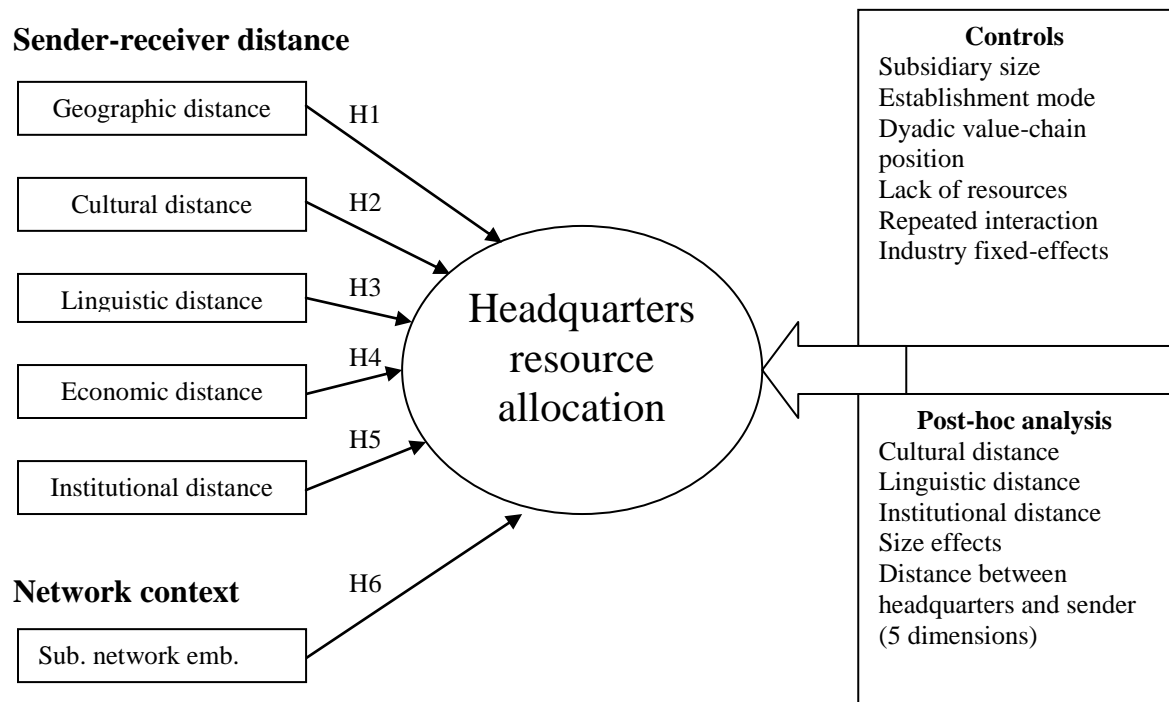 Sender-receiver distance
Geographic distance
H1
Cultural distance
H2
Linguistic distance
H3
Economic distance
H4
Institutional distance
H5
Network context
Sub. network emb.
H6
Headquarters
resource
allocation
Controls
Subsidiary size
Establishment mode
Dyadic value-chain
position
Lack of resources
Repeated interaction
Industry fixed-effects
Post-hoc analysis
Cultural distance
Linguistic distance
Institutional distance
Size effects
Distance between
headquarters and sender
(5 dimensions)